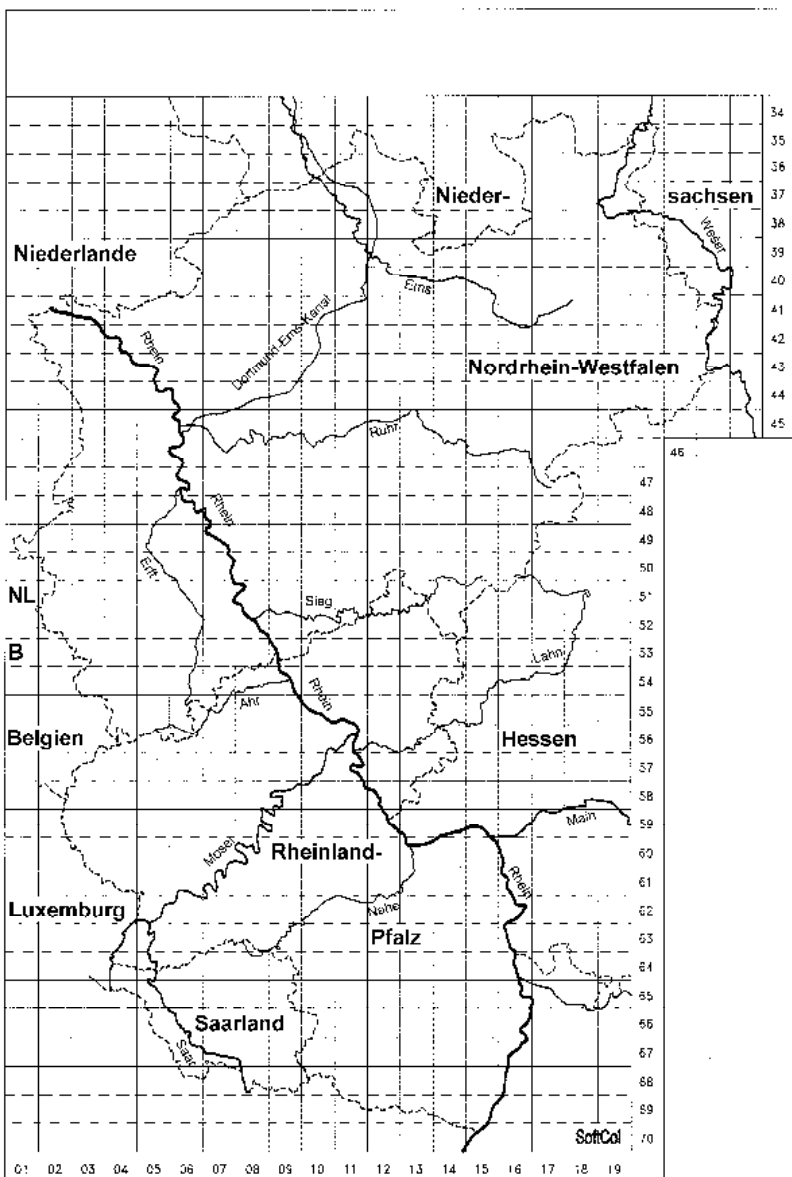 34
35
36
37
38
39
40
41
42
43
44
45
46
47
48
49
50
51
52
53
54
55
56
57
58
59
60
61
62
63
64
65
66
67
68
69
70
Nieder-
sachsen
Weser
Niederlande
Ems
Rhein
Dortmund-Ems-Kanal
Nordrhein-Westfalen
Ruhr
Rhein
Erft
NL
Sieg
B
Lahn
Rhein
Ahr
Belgien
Hessen
Main
Mosel
Rheinland-
Rhein
Luxemburg
Nahe
Pfalz
Saarland
Saar
SoftCol
01 02 03 04 05 06 07 08 09 10 11 12 13 14 15 16 17 18 19